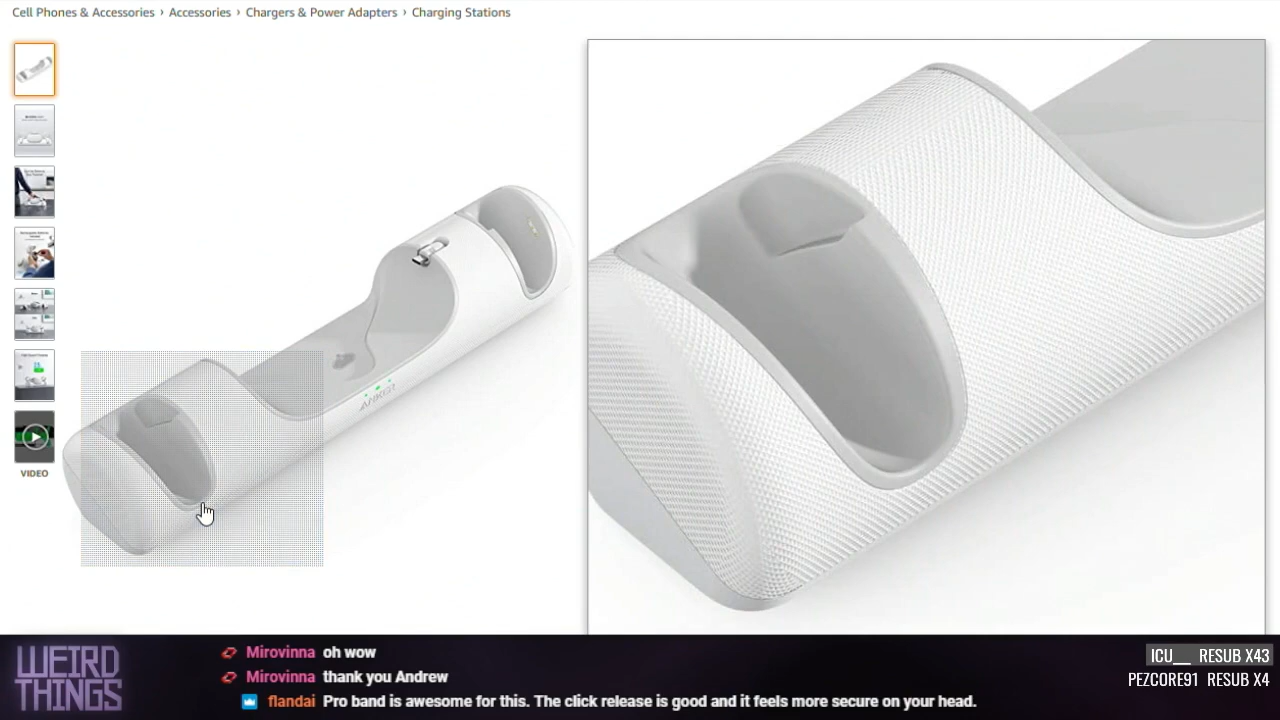 Cell Phones & Accessories › Accessories › Chargers & Power Adapters › Charging Stations
ANKER
VIDEO
WEIRD
THINGS
Mirovinna oh wow
Mirovinna thank you Andrew
flandai Pro band is awesome for this. The click release is good and it feels more secure on your head.
ICU__ RESUB X43
PEZCORE91 RESUB X4